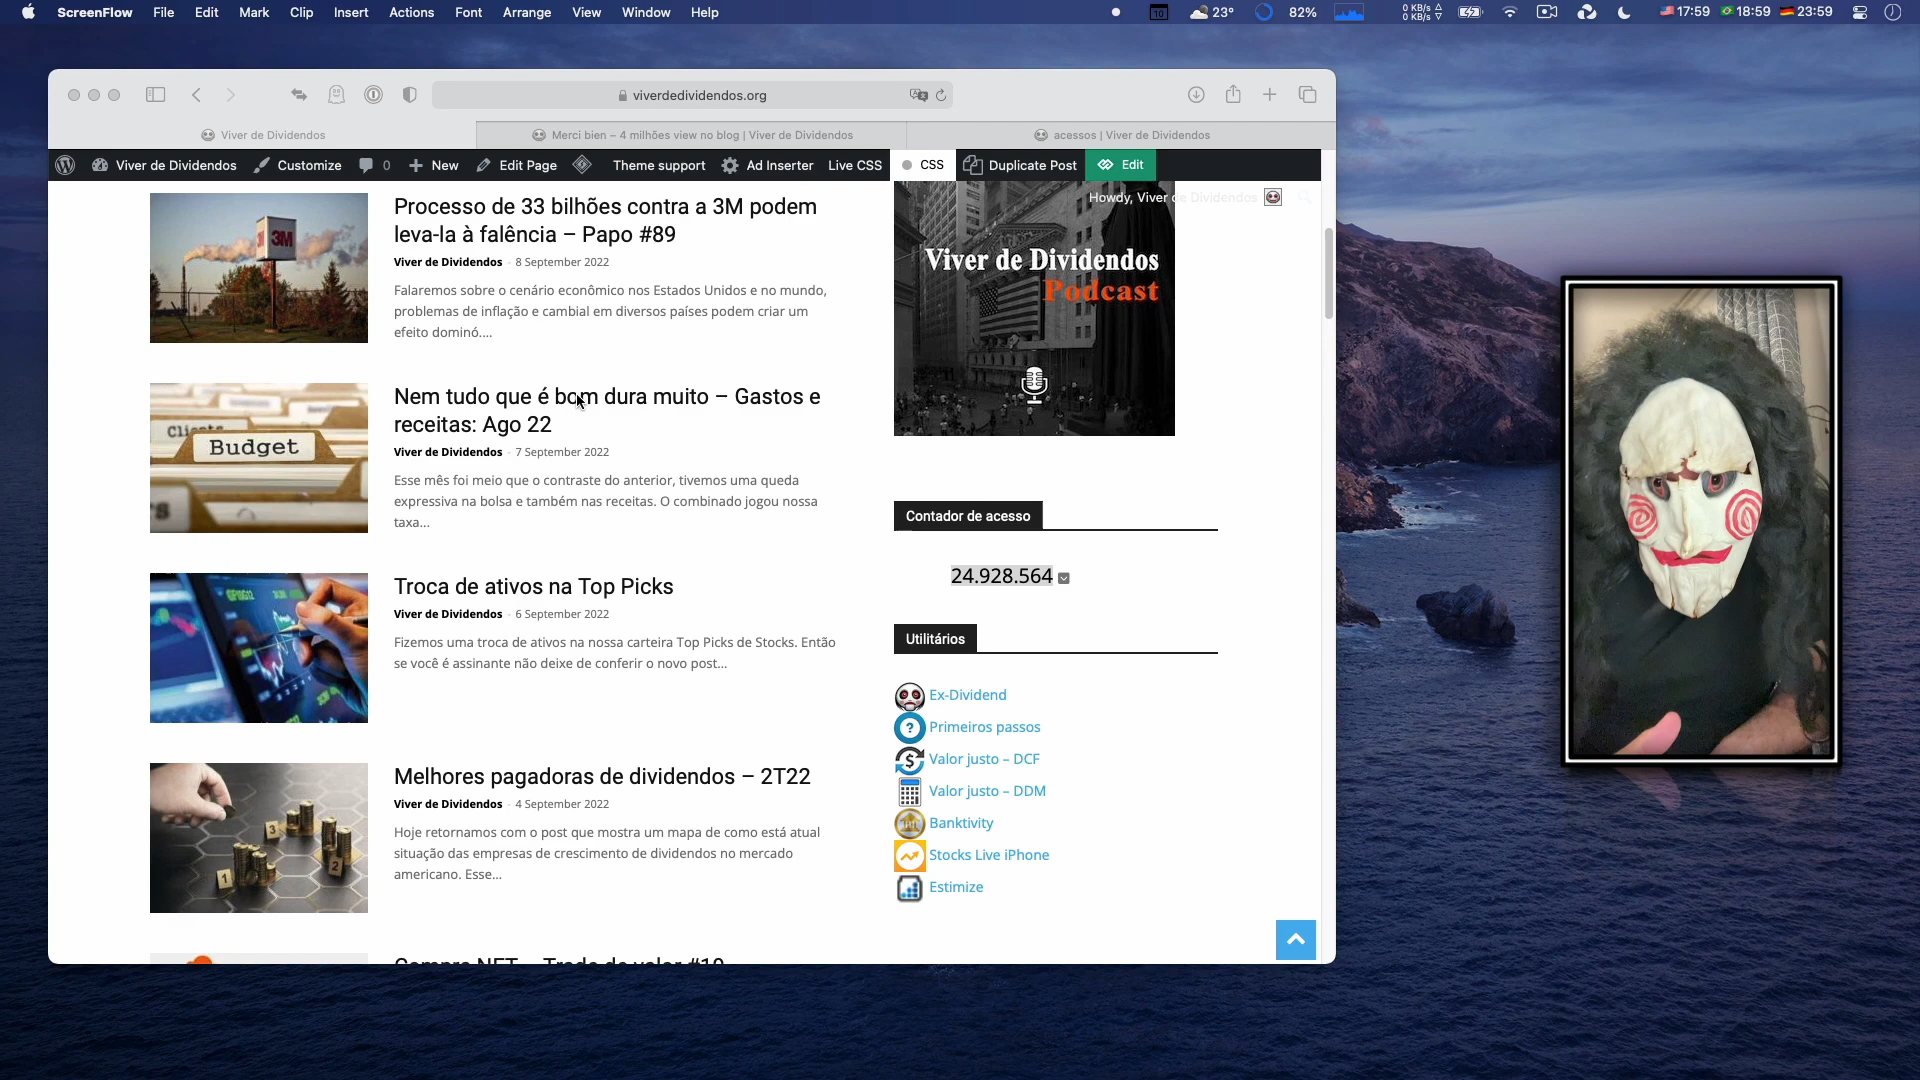 ScreenFlow File Edit Mark Clip Insert Actions Font Arrange View Window Help
10 23° 82% 0 KB/s 0 KB/s 17:59 18:59 23:59
viverdedividendos.org
Viver de Dividendos
Merci bien – 4 milhões view no blog | Viver de Dividendos
acessos | Viver de Dividendos
Viver de Dividendos Customize 0 New Edit Page Theme support Ad Inserter Live CSS CSS Duplicate Post Edit
Howdy, Viver de Dividendos
3M
Processo de 33 bilhões contra a 3M podem
leva-la à falência – Papo #89
Viver de Dividendos - 8 September 2022
Falaremos sobre o cenário econômico nos Estados Unidos e no mundo,
problemas de inflação e cambial em diversos países podem criar um
efeito dominó....
Budget
Nem tudo que é bom dura muito – Gastos e
receitas: Ago 22
Viver de Dividendos - 7 September 2022
Esse mês foi meio que o contraste do anterior, tivemos uma queda
expressiva na bolsa e também nas receitas. O combinado jogou nossa
taxa...
Troca de ativos na Top Picks
Viver de Dividendos - 6 September 2022
Fizemos uma troca de ativos na nossa carteira Top Picks de Stocks. Então
se você é assinante não deixe de conferir o novo post...
1
2
3
Melhores pagadoras de dividendos – 2T22
Viver de Dividendos - 4 September 2022
Hoje retornamos com o post que mostra um mapa de como está atual
situação das empresas de crescimento de dividendos no mercado
americano. Esse...
Viver de Dividendos
Podcast
Contador de acesso
24.928.564
Utilitários
Ex-Dividend
Primeiros passos
Valor justo – DCF
Valor justo – DDM
Banktivity
Stocks Live iPhone
Estimize